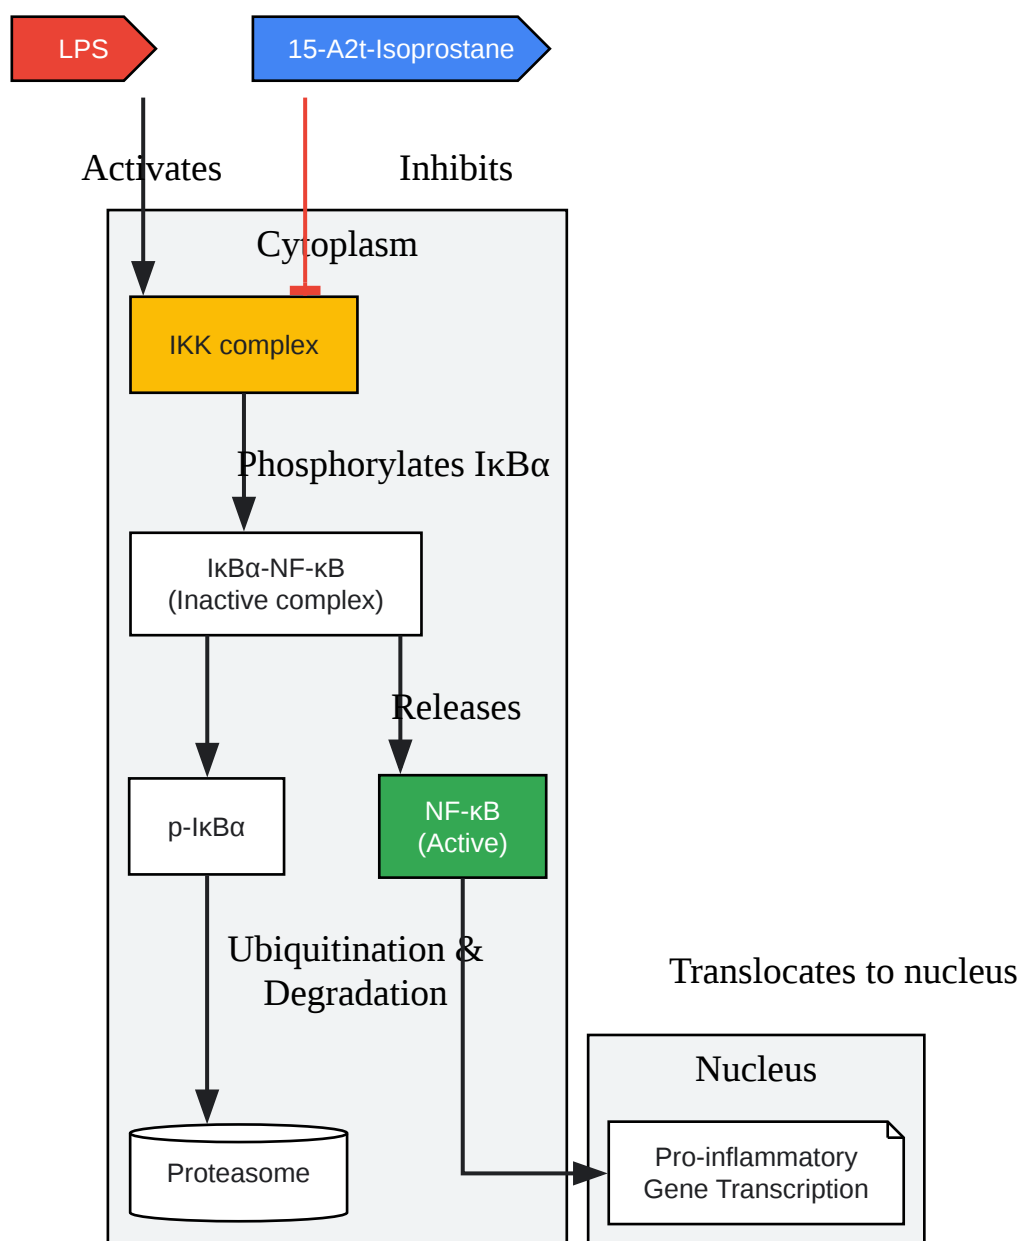 LPS
15-A2t-Isoprostane
Activates
Inhibits
Cytoplasm
IKK complex
Phosphorylates IκBα
IκBα-NF-κB
(Inactive complex)
Releases
p-IκBα
NF-κB
(Active)
Ubiquitination &
Degradation
Translocates to nucleus
Nucleus
Proteasome
Pro-inflammatory
Gene Transcription